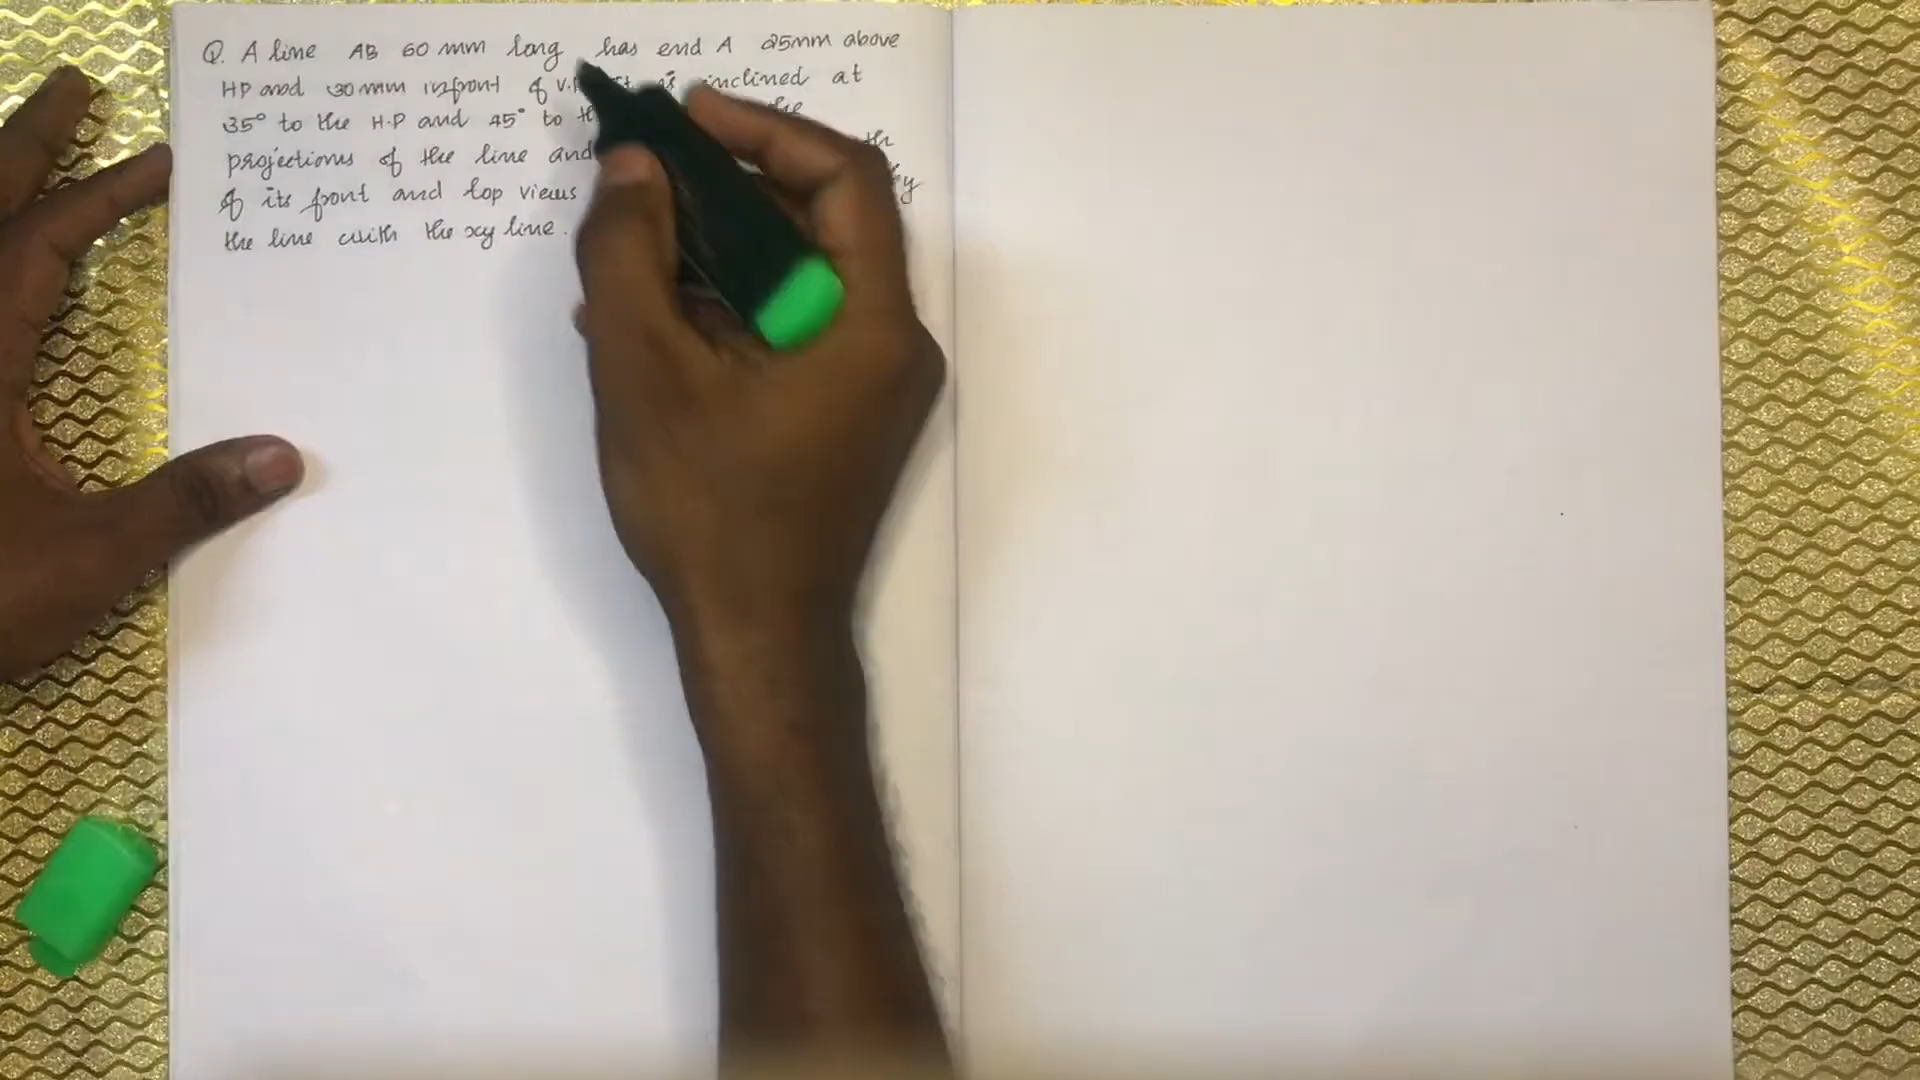 Q. A line AB 60 mm long has end A 25mm above
HP and 30 mm infront of V.P is inclined at
35° to the H.P and 45° to the
projections of the line and
of its front and top views
the line with the xy line.